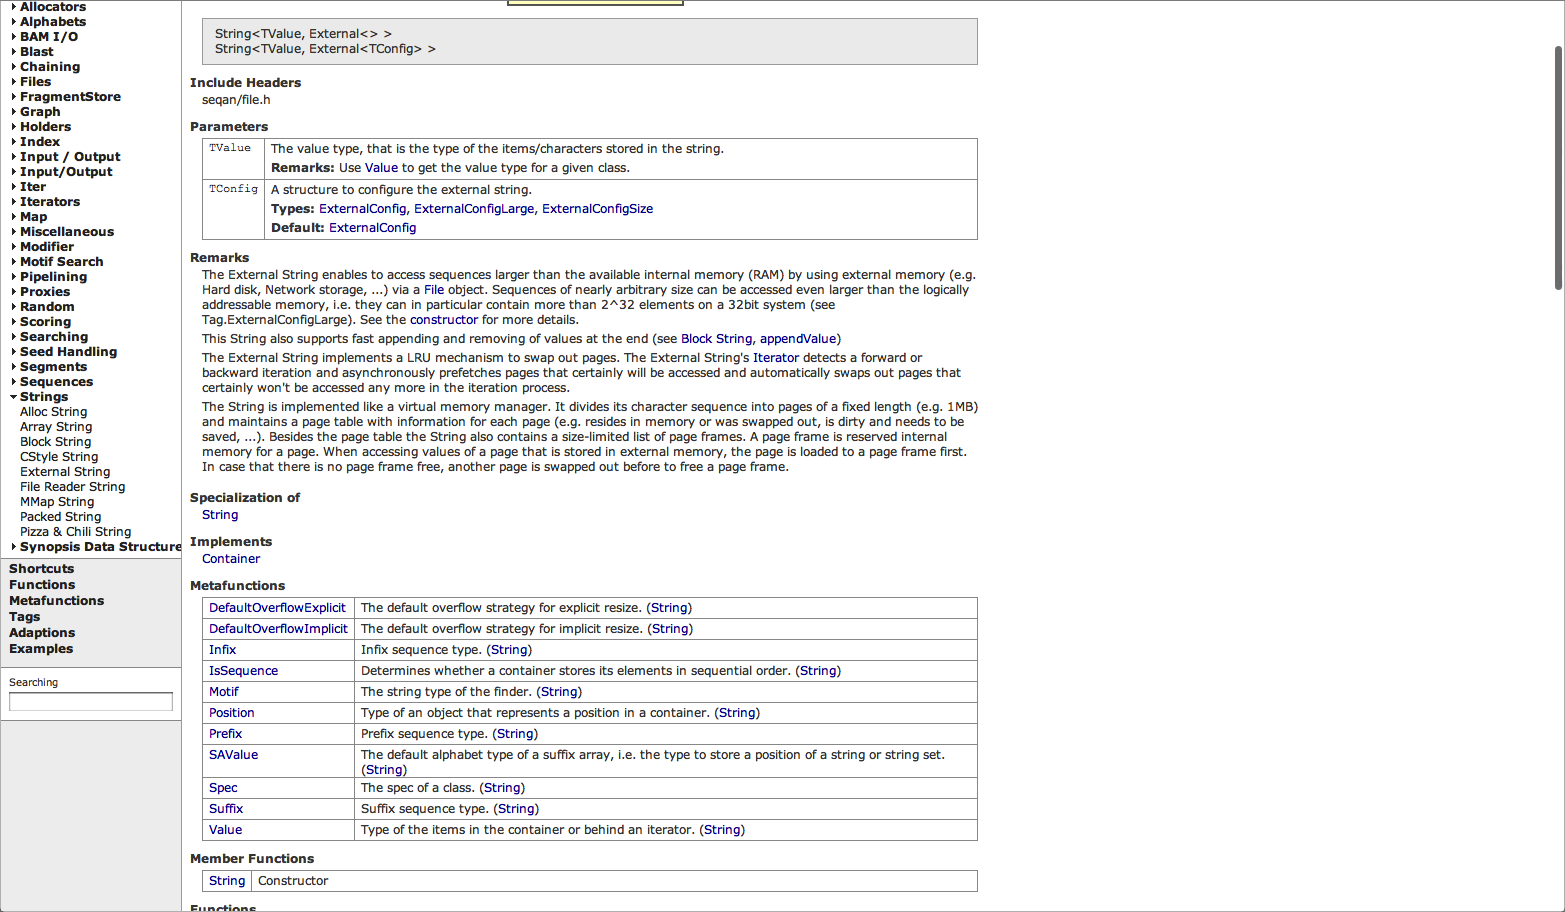 Allocators
Alphabets
BAM I/O
Blast
Chaining
Files
FragmentStore
Graph
Holders
Index
Input / Output
Input/Output
Iter
Iterators
Map
Miscellaneous
Modifier
Motif Search
Pipelining
Proxies
Random
Scoring
Searching
Seed Handling
Segments
Sequences
Strings
Alloc String
Array String
Block String
CStyle String
External String
File Reader String
MMap String
Packed String
Pizza & Chili String
Synopsis Data Structure
Shortcuts
Functions
Metafunctions
Tags
Adaptions
Examples
Searching
String<TValue, External<> >
String<TValue, External<TConfig> >
Include Headers
seqan/file.h
Parameters
TValue The value type, that is the type of the items/characters stored in the string.
Remarks: Use Value to get the value type for a given class.
TConfig A structure to configure the external string.
Types: ExternalConfig, ExternalConfigLarge, ExternalConfigSize
Default: ExternalConfig
Remarks
The External String enables to access sequences larger than the available internal memory (RAM) by using external memory (e.g.
Hard disk, Network storage, ...) via a File object. Sequences of nearly arbitrary size can be accessed even larger than the logically
addressable memory, i.e. they can in particular contain more than 2^32 elements on a 32bit system (see
Tag.ExternalConfigLarge). See the constructor for more details.
This String also supports fast appending and removing of values at the end (see Block String, appendValue)
The External String implements a LRU mechanism to swap out pages. The External String's Iterator detects a forward or
backward iteration and asynchronously prefetches pages that certainly will be accessed and automatically swaps out pages that
certainly won't be accessed any more in the iteration process.
The String is implemented like a virtual memory manager. It divides its character sequence into pages of a fixed length (e.g. 1MB)
and maintains a page table with information for each page (e.g. resides in memory or was swapped out, is dirty and needs to be
saved, ...). Besides the page table the String also contains a size-limited list of page frames. A page frame is reserved internal
memory for a page. When accessing values of a page that is stored in external memory, the page is loaded to a page frame first.
In case that there is no page frame free, another page is swapped out before to free a page frame.
Specialization of
String
Implements
Container
Metafunctions
DefaultOverflowExplicit The default overflow strategy for explicit resize. (String)
DefaultOverflowImplicit The default overflow strategy for implicit resize. (String)
Infix Infix sequence type. (String)
IsSequence Determines whether a container stores its elements in sequential order. (String)
Motif The string type of the finder. (String)
Position Type of an object that represents a position in a container. (String)
Prefix Prefix sequence type. (String)
SAValue The default alphabet type of a suffix array, i.e. the type to store a position of a string or string set.
(String)
Spec The spec of a class. (String)
Suffix Suffix sequence type. (String)
Value Type of the items in the container or behind an iterator. (String)
Member Functions
String Constructor
Functions